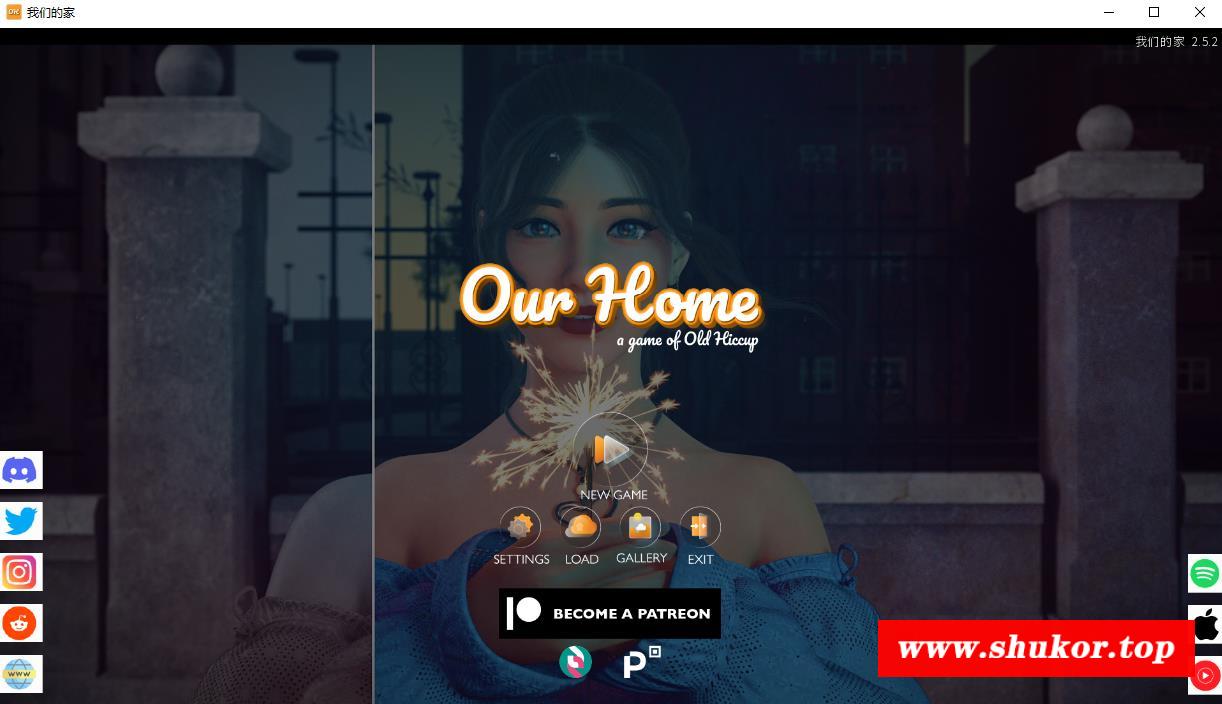 我们的家
我们的家 2.5.2
Our Home
a game of Old Hiccup
NEW GAME
SETTINGS
LOAD
GALLERY
EXIT
BECOME A PATREON
www
www.shukor.top